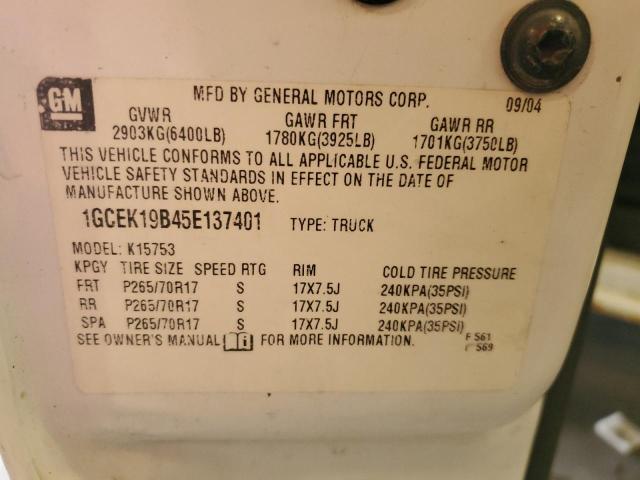 GM
MFD BY GENERAL MOTORS CORP. 09/04
GVWR GAWR FRT GAWR RR
2903KG(6400LB) 1780KG(3925LB) 1701KG(3750LB)
THIS VEHICLE CONFORMS TO ALL APPLICABLE U.S. FEDERAL MOTOR
VEHICLE SAFETY STANDARDS IN EFFECT ON THE DATE OF
MANUFACTURE SHOWN ABOVE.
1GCEK19B45E137401 TYPE: TRUCK
MODEL: K15753
KPGY TIRE SIZE SPEED RTG RIM COLD TIRE PRESSURE
FRT P265/70R17 S 17X7.5J 240KPA(35PSI)
RR P265/70R17 S 17X7.5J 240KPA(35PSI)
SPA P265/70R17 S 17X7.5J 240KPA(35PSI)
SEE OWNER'S MANUAL FOR MORE INFORMATION.
F S61
S69